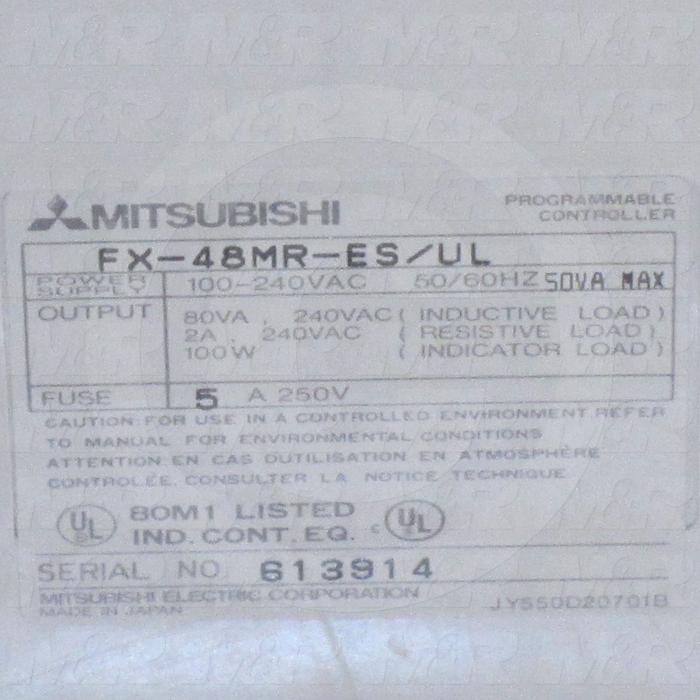 MITSUBISHI
PROGRAMMABLE
CONTROLLER
FX-48MR-ES/UL
POWER SUPPLY 100-240VAC 50/60HZ 50VA MAX
OUTPUT 80VA, 240VAC ( INDUCTIVE LOAD )
2A, 240VAC ( RESISTIVE LOAD )
100W ( INDICATOR LOAD )
FUSE 5 A 250V
CAUTION: FOR USE IN A CONTROLLED ENVIRONMENT REFER
TO MANUAL FOR ENVIRONMENTAL CONDITIONS
ATTENTION: EN CAS D'UTILISATION EN ATMOSPHÈRE
CONTROLÉE. CONSULTER LA NOTICE TECHNIQUE
UL 80M1 LISTED
IND. CONT. EQ. c UL
SERIAL NO 613914
MITSUBISHI ELECTRIC CORPORATION
MADE IN JAPAN JY550D20701B
M&R